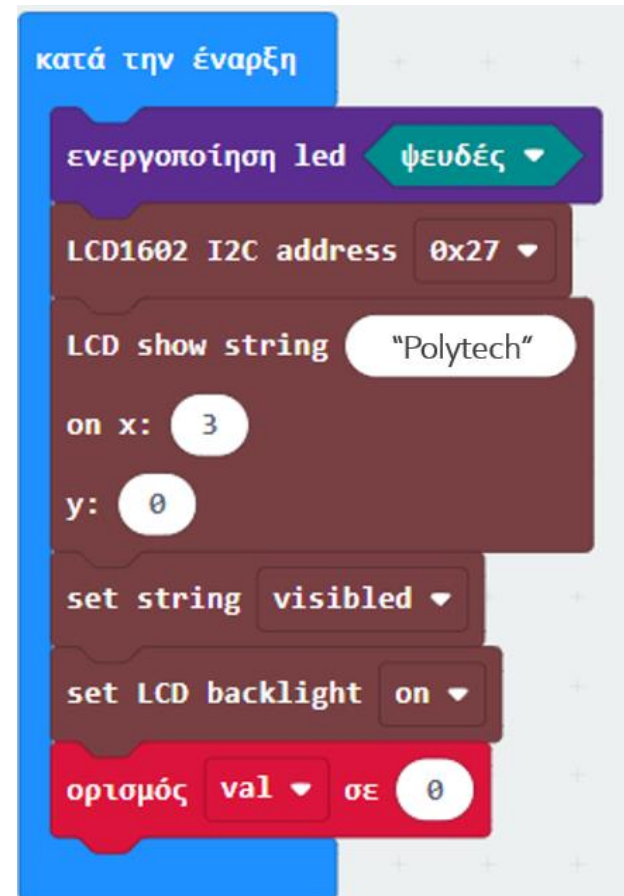 κατά την έναρξη
ενεργοποίηση led ψευδές
LCD1602 I2C address 0x27
LCD show string “Polytech”
on x: 3
y: 0
set string visibled
set LCD backlight on
ορισμός val σε 0